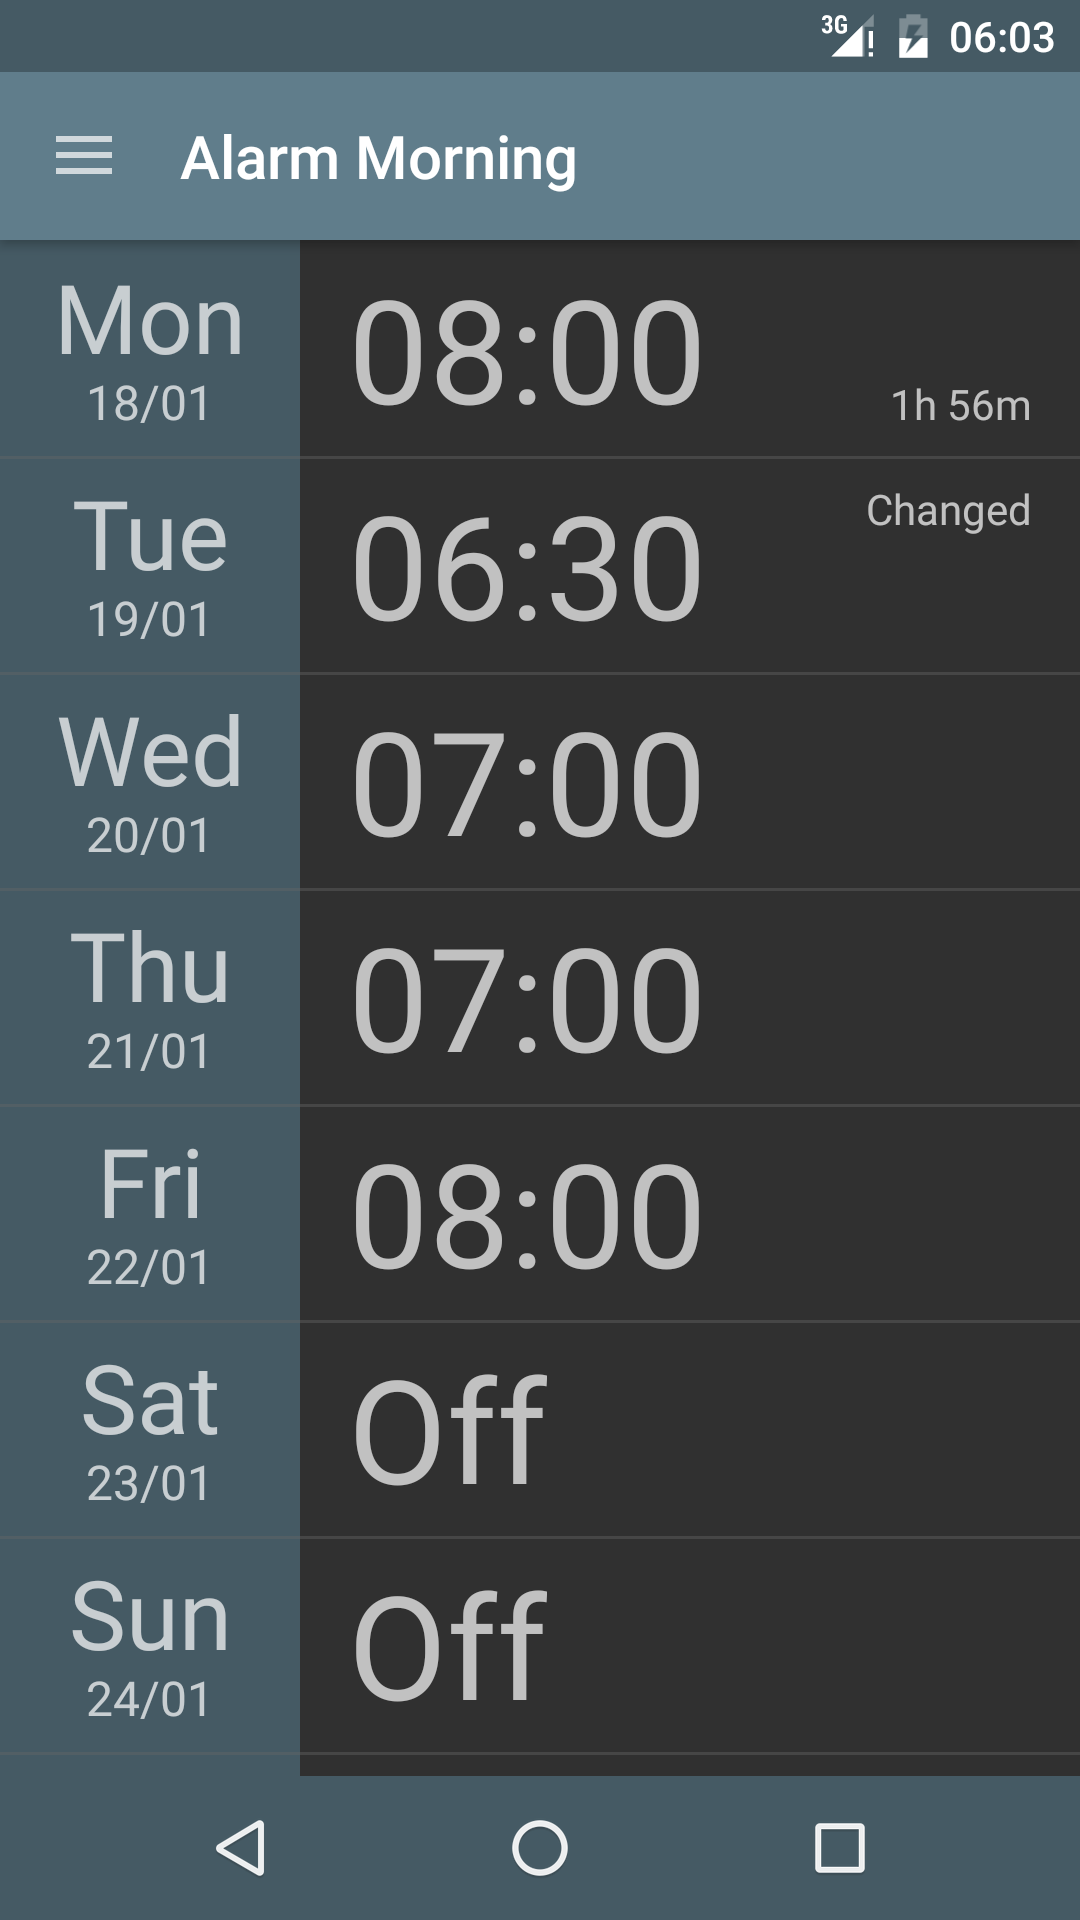 3G 06:03
Alarm Morning
Mon 08:00
18/01 1h 56m
Tue 06:30 Changed
19/01
Wed 07:00
20/01
Thu 07:00
21/01
Fri 08:00
22/01
Sat Off
23/01
Sun Off
24/01